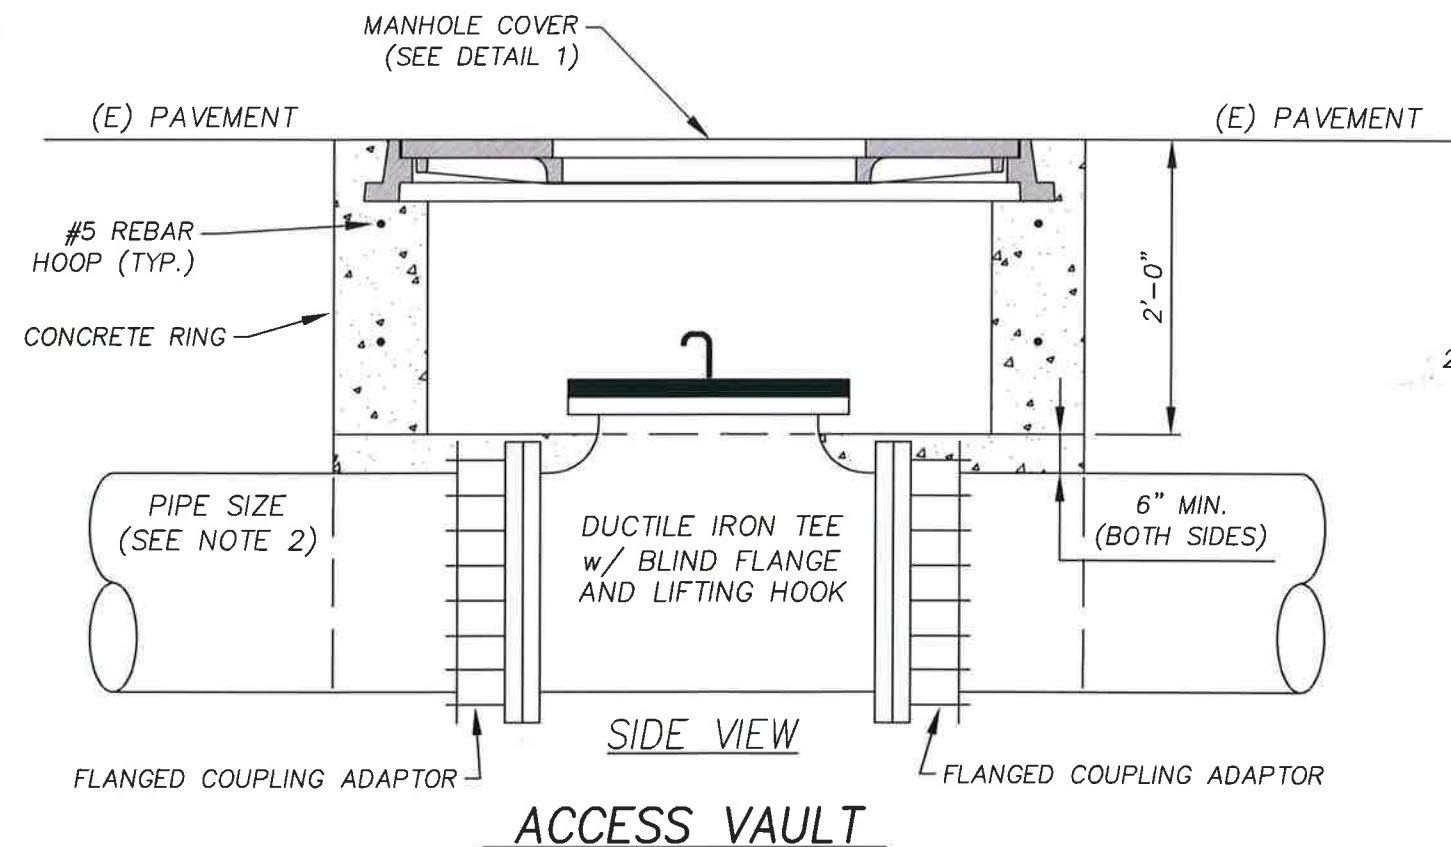 MANHOLE COVER
(SEE DETAIL 1)
(E) PAVEMENT
(E) PAVEMENT
#5 REBAR
HOOP (TYP.)
CONCRETE RING
2'-0"
2
PIPE SIZE
(SEE NOTE 2)
DUCTILE IRON TEE
w/ BLIND FLANGE
AND LIFTING HOOK
6" MIN.
(BOTH SIDES)
SIDE VIEW
FLANGED COUPLING ADAPTOR
FLANGED COUPLING ADAPTOR
ACCESS VAULT